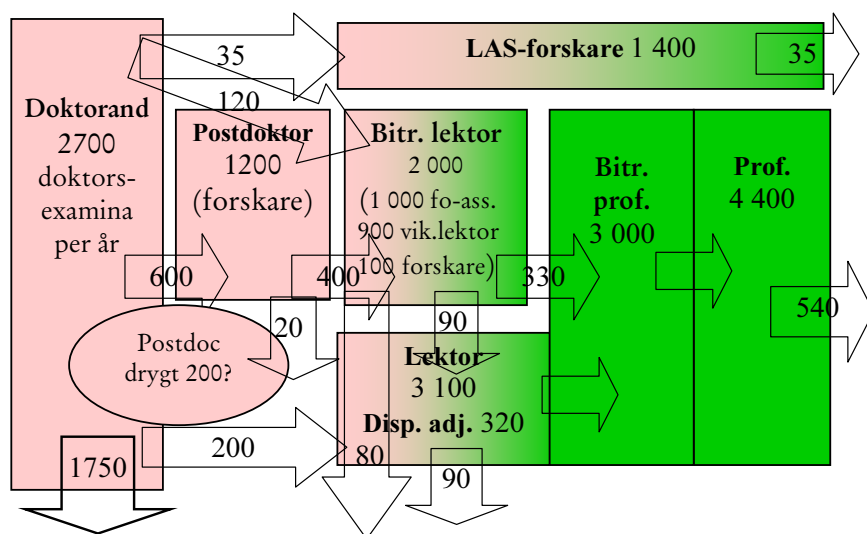 35
LAS-forskare 1 400
35
120
Doktorand
2700
doktors-
examina
per år
Postdoktor
1200
(forskare)
Bitr. lektor
2 000
(1 000 fo-ass.
900 vik.lektor
100 forskare)
Bitr.
prof.
3 000
Prof.
4 400
600
400
330
540
20
90
Postdoc
drygt 200?
Lektor
3 100
Disp. adj. 320
200
80
1750
90